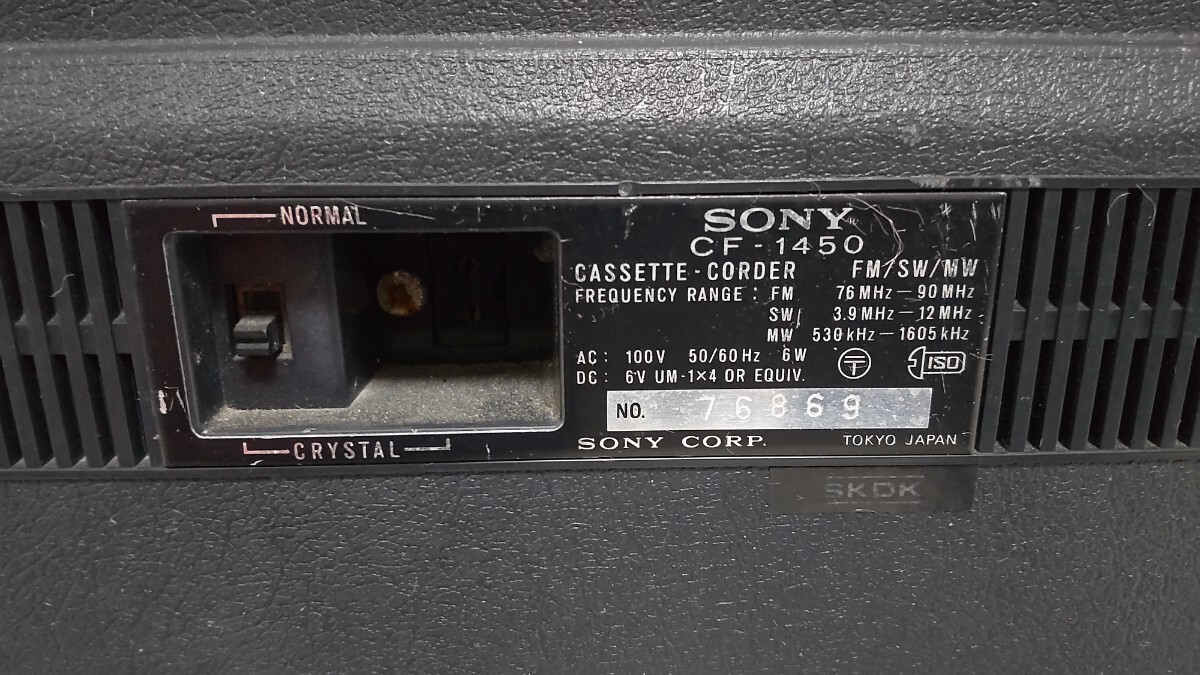 NORMAL
CRYSTAL
SONY
CF-1450
CASSETTE-CORDER FM/SW/MW
FREQUENCY RANGE: FM 76MHz—90MHz
SW 3.9MHz—12MHz
MW 530kHz—1605kHz
AC: 100V 50/60Hz 6W
DC: 6V UM-1×4 OR EQUIV.
ISO
NO. 76869
SONY CORP. TOKYO JAPAN
SKDK